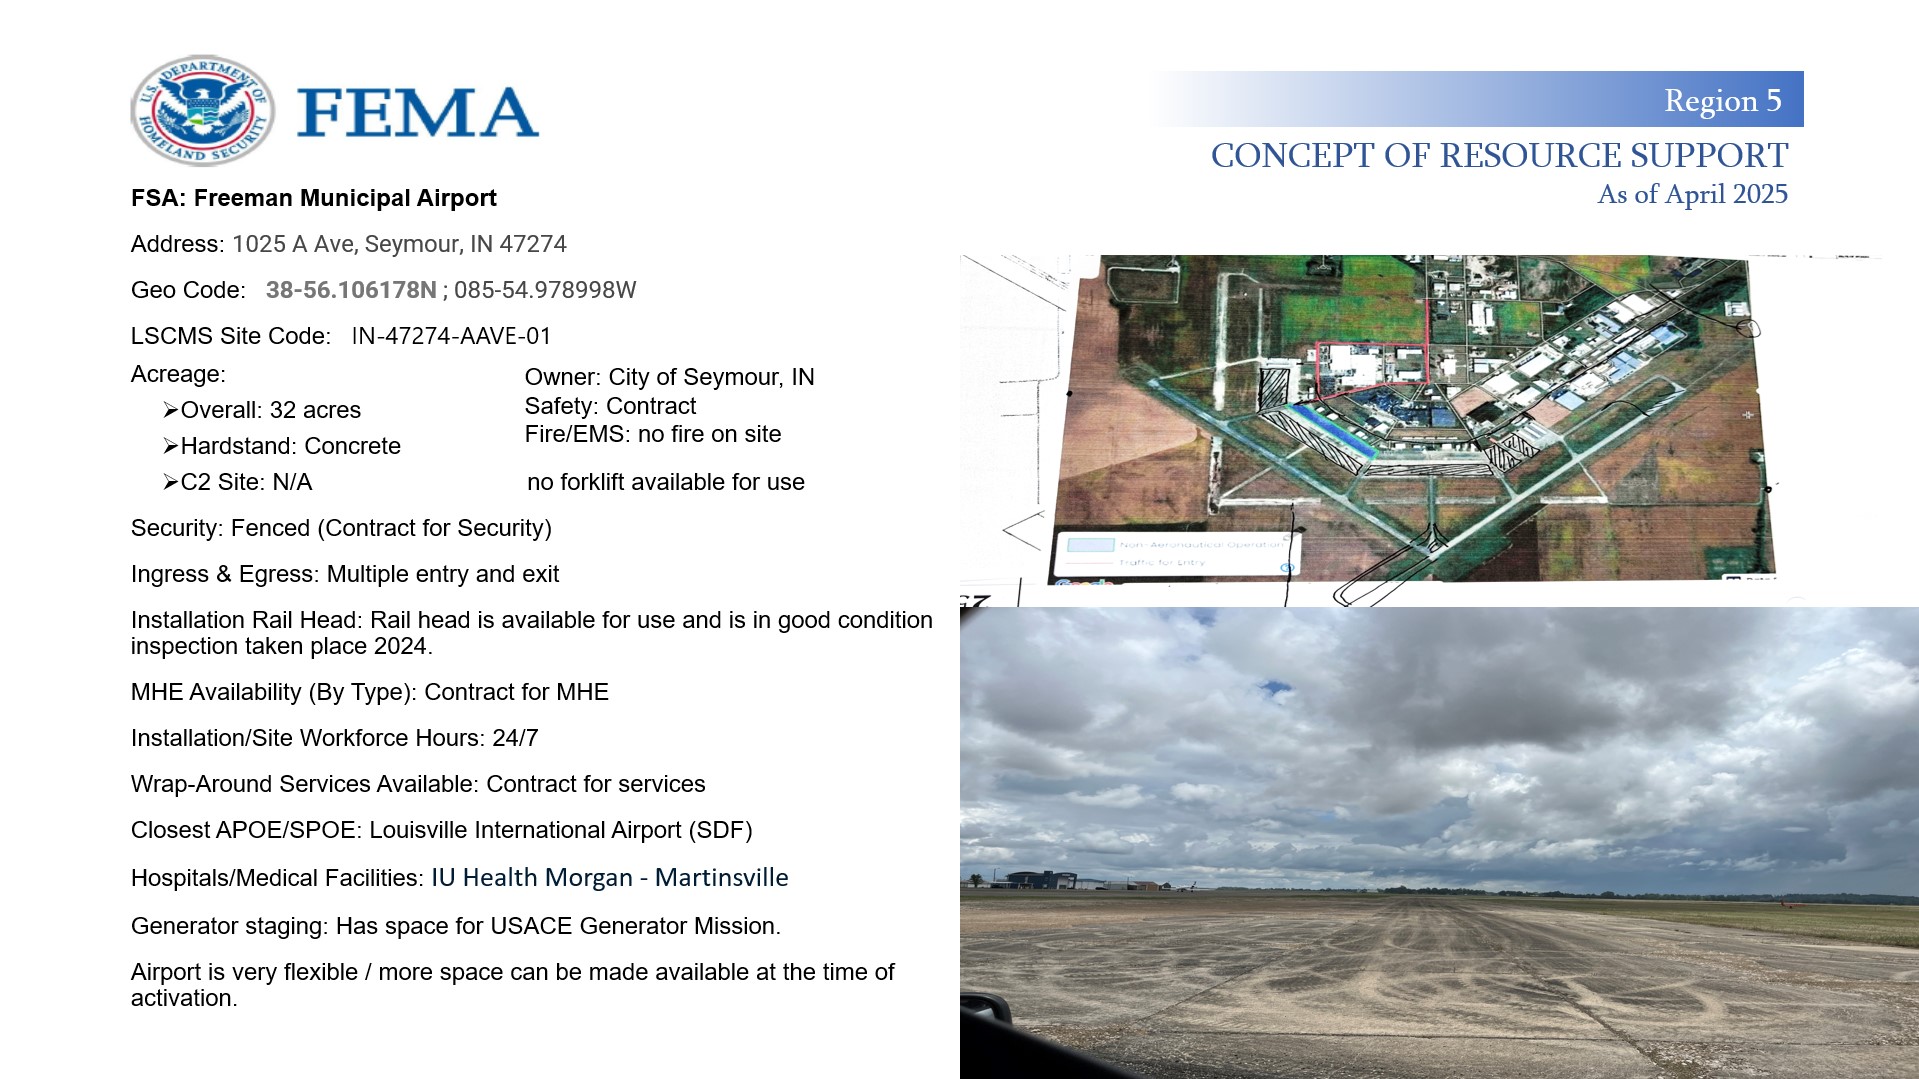 U.S. DEPARTMENT OF
HOMELAND SECURITY
FEMA
Region 5
CONCEPT OF RESOURCE SUPPORT
As of April 2025
FSA: Freeman Municipal Airport
Address: 1025 A Ave, Seymour, IN 47274
Geo Code: 38-56.106178N ; 085-54.978998W
LSCMS Site Code: IN-47274-AAVE-01
Acreage:
➢Overall: 32 acres
➢Hardstand: Concrete
➢C2 Site: N/A
Owner: City of Seymour, IN
Safety: Contract
Fire/EMS: no fire on site
no forklift available for use
Security: Fenced (Contract for Security)
Ingress & Egress: Multiple entry and exit
Installation Rail Head: Rail head is available for use and is in good condition
inspection taken place 2024.
MHE Availability (By Type): Contract for MHE
Installation/Site Workforce Hours: 24/7
Wrap-Around Services Available: Contract for services
Closest APOE/SPOE: Louisville International Airport (SDF)
Hospitals/Medical Facilities: IU Health Morgan - Martinsville
Generator staging: Has space for USACE Generator Mission.
Airport is very flexible / more space can be made available at the time of
activation.
Non-Aeronautical Operation
Traffic for Entry
Google